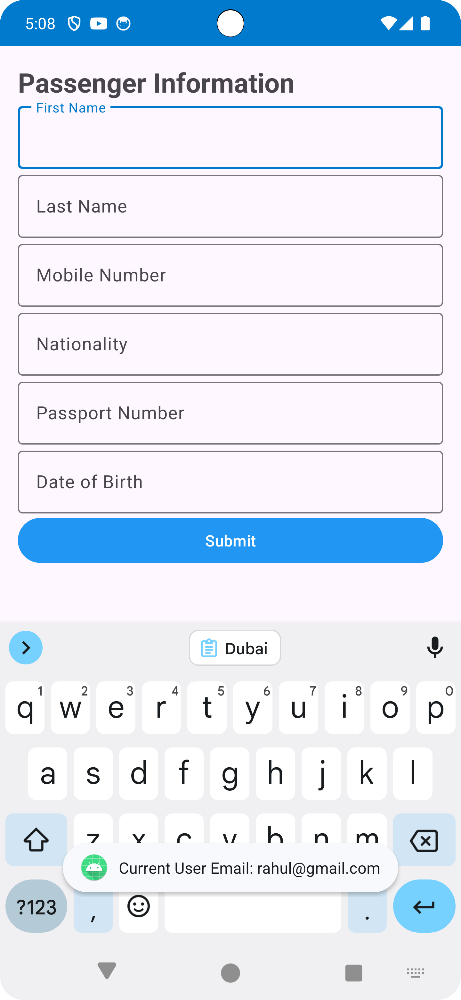 5:08
Passenger Information
First Name
Last Name
Mobile Number
Nationality
Passport Number
Date of Birth
Submit
Dubai
q1 w2 e3 r4 t5 y6 u7 i8 o9 p0
a s d f g h j k l
z x c v b n m
Current User Email: rahul@gmail.com
?123 , .